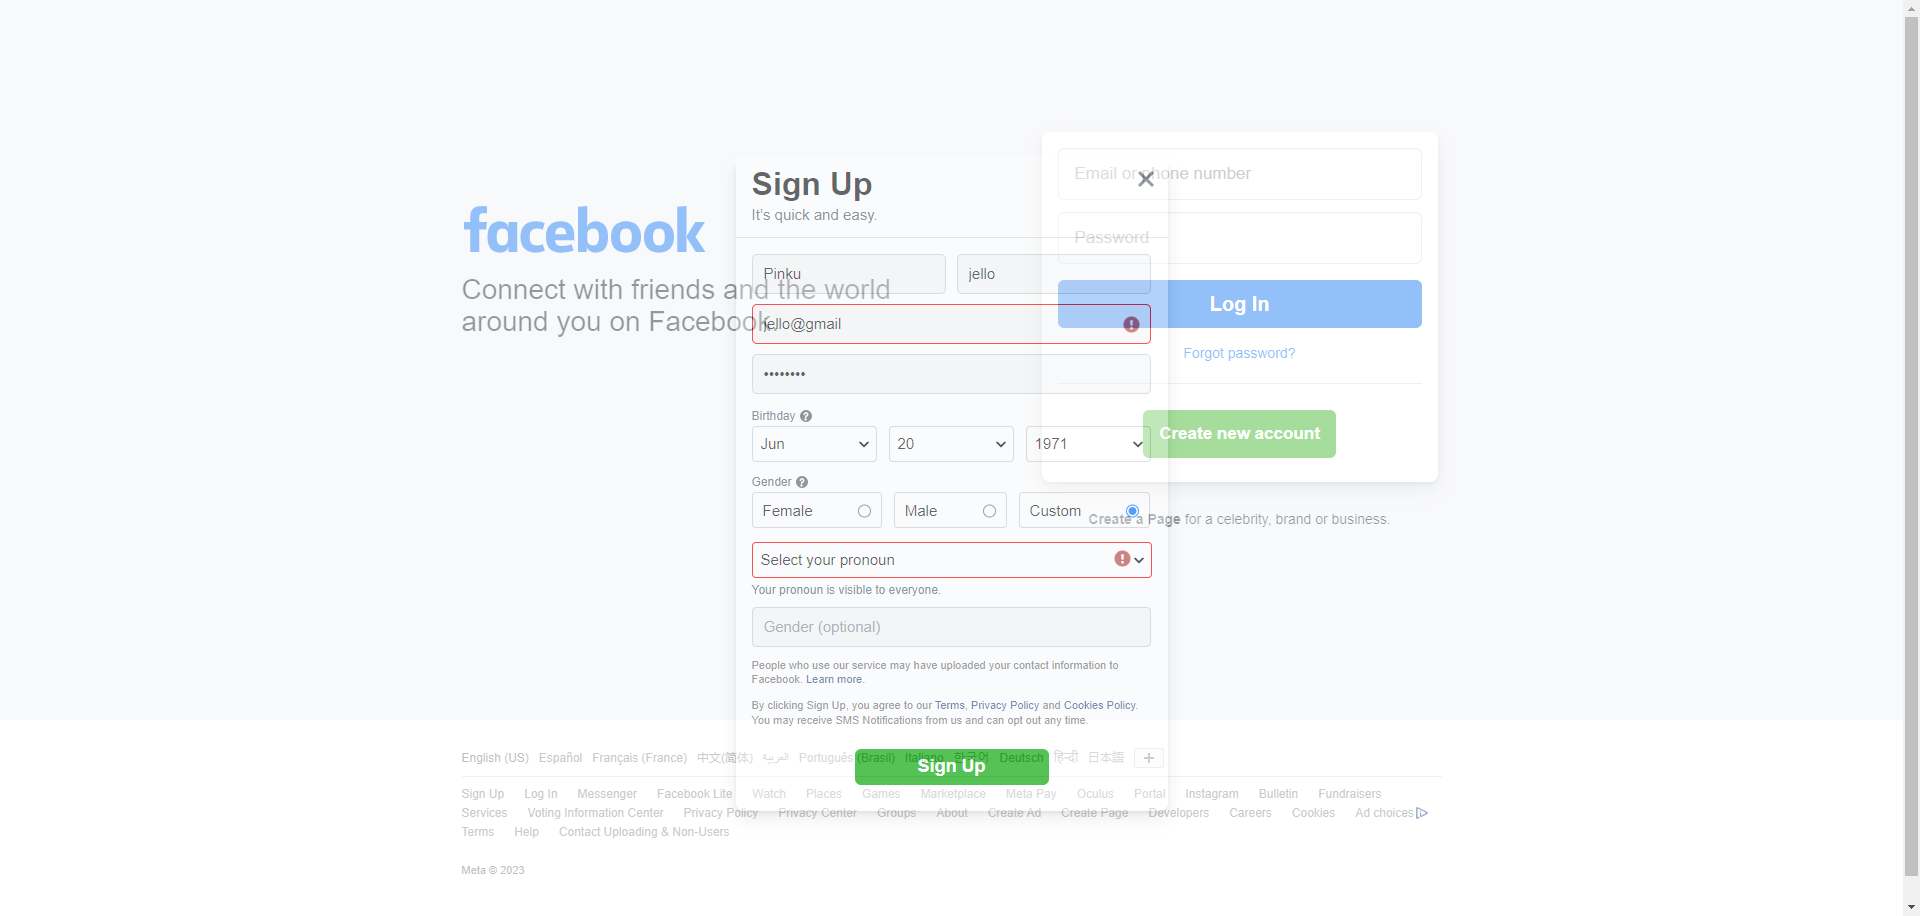 facebook
Connect with friends and the world
around you on Facebook.
Sign Up
It's quick and easy.
Pinku
jello
jello@gmail
••••••••
Birthday
Jun
20
1971
Gender
Female
Male
Custom
Select your pronoun
Your pronoun is visible to everyone.
Gender (optional)
People who use our service may have uploaded your contact information to
Facebook. Learn more.
By clicking Sign Up, you agree to our Terms, Privacy Policy and Cookies Policy.
You may receive SMS Notifications from us and can opt out any time.
Sign Up
Email or phone number
Password
Log In
Forgot password?
Create new account
Create a Page for a celebrity, brand or business.
English (US) Español Français (France) 中文(简体) العربية Português (Brasil) Italiano 한국어 Deutsch हिन्दी 日本語
Sign Up Log In Messenger Facebook Lite Watch Places Games Marketplace Meta Pay Oculus Portal Instagram Bulletin Fundraisers
Services Voting Information Center Privacy Policy Privacy Center Groups About Create Ad Create Page Developers Careers Cookies Ad choices
Terms Help Contact Uploading & Non-Users
Meta © 2023